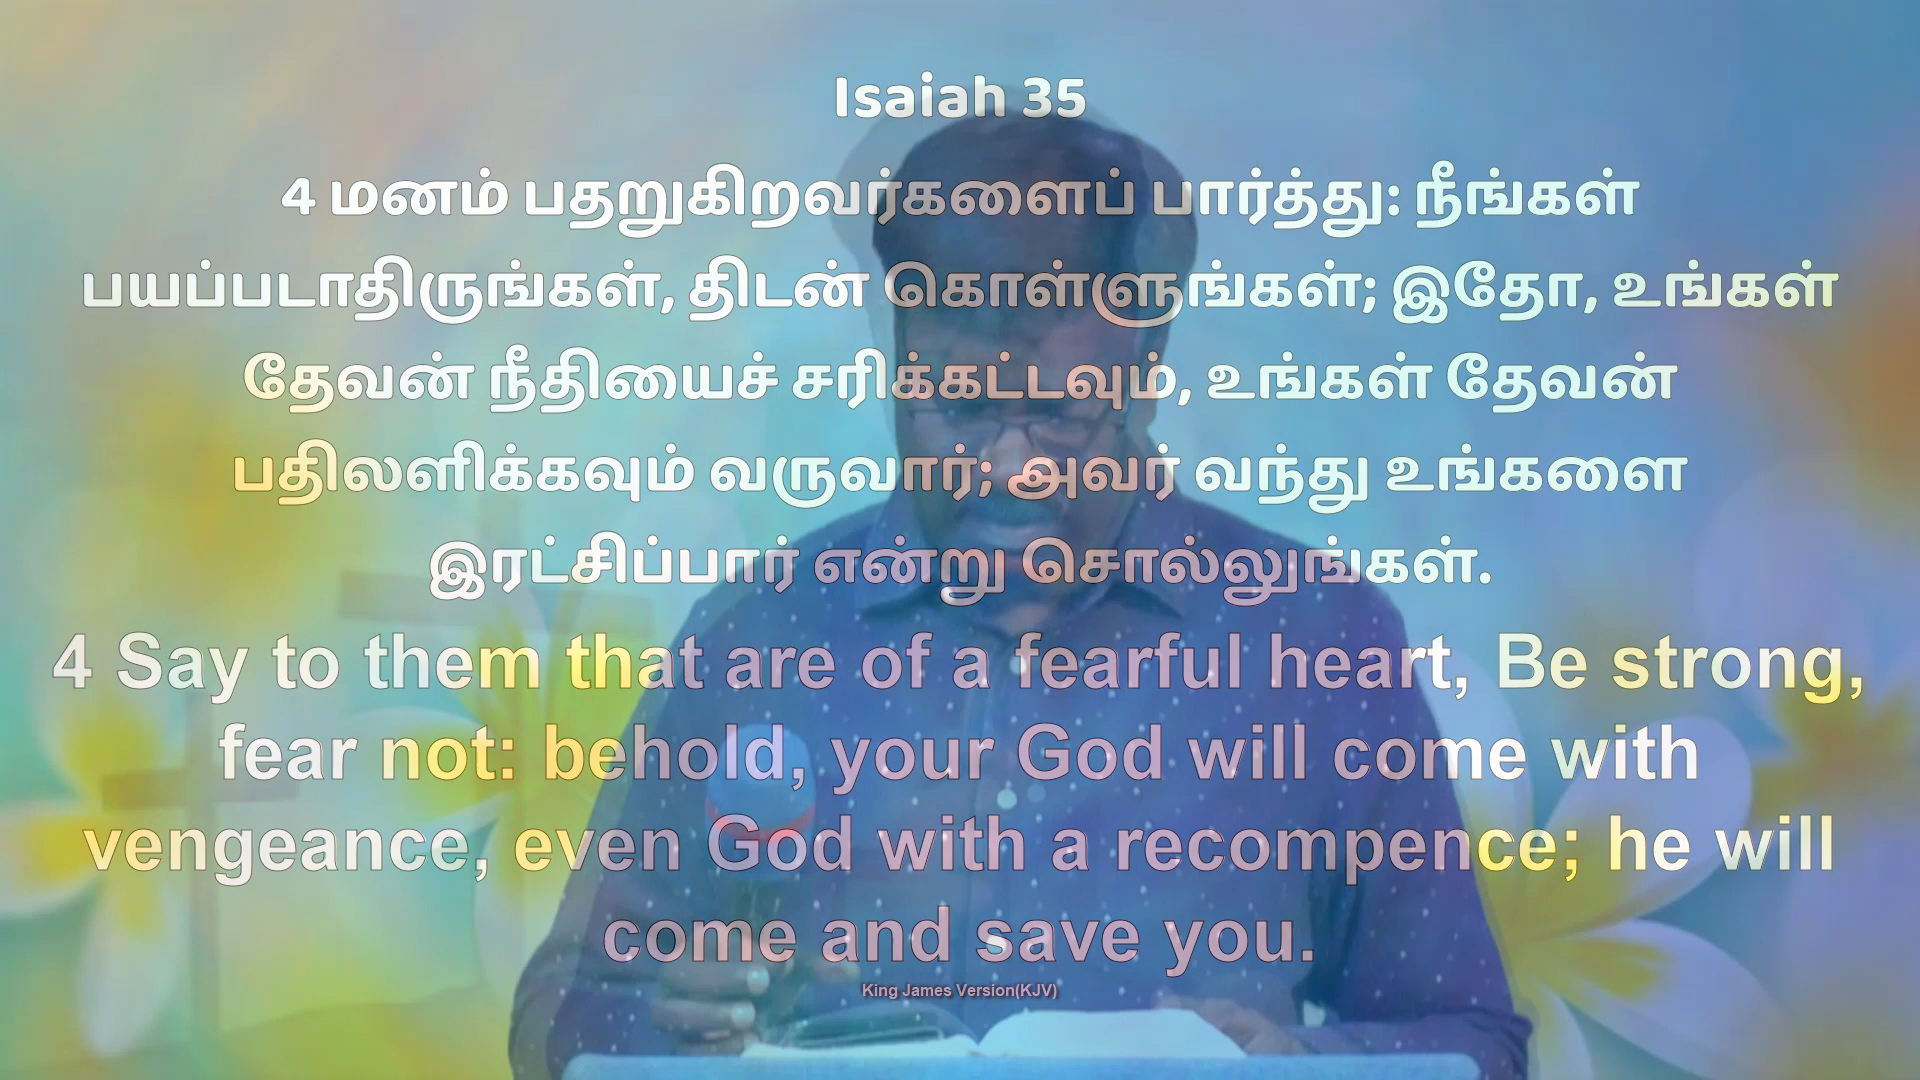 Isaiah 35
4 மனம் பதறுகிறவர்களைப் பார்த்து: நீங்கள்
பயப்படாதிருங்கள், திடன் கொள்ளுங்கள்; இதோ, உங்கள்
தேவன் நீதியைச் சரிக்கட்டவும், உங்கள் தேவன்
பதிலளிக்கவும் வருவார்; அவர் வந்து உங்களை
இரட்சிப்பார் என்று சொல்லுங்கள்.
4 Say to them that are of a fearful heart, Be strong,
fear not: behold, your God will come with
vengeance, even God with a recompence; he will
come and save you.
King James Version(KJV)